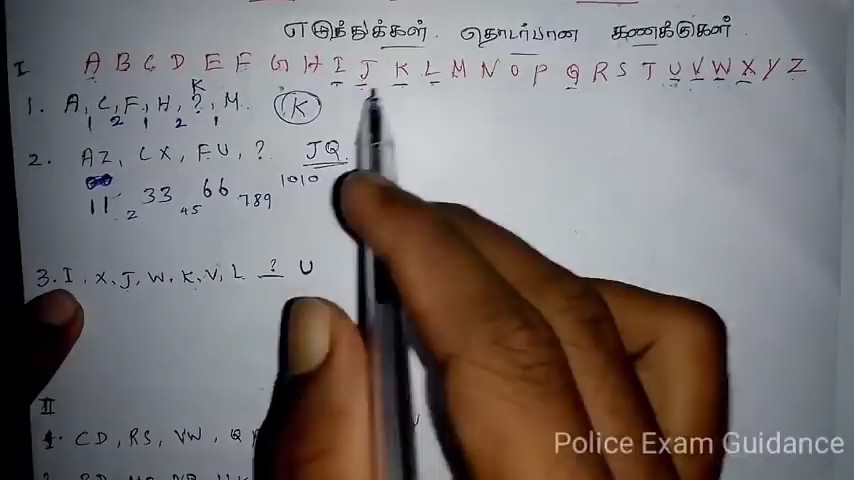 எழுத்துக்கள் தொடர்பான கணக்குகள்.
I A B C D E F G H I J K L M N O P Q R S T U V W X Y Z
K
1. A, C, F, H, ?, M. K
1 2 1 2 1
2. AZ, CX, FU, ? JQ.
11 2 33 45 66 789 1010
3. I, X, J, W, K, V, L ? U
II
1. CD, RS, VW, Q
Police Exam Guidance